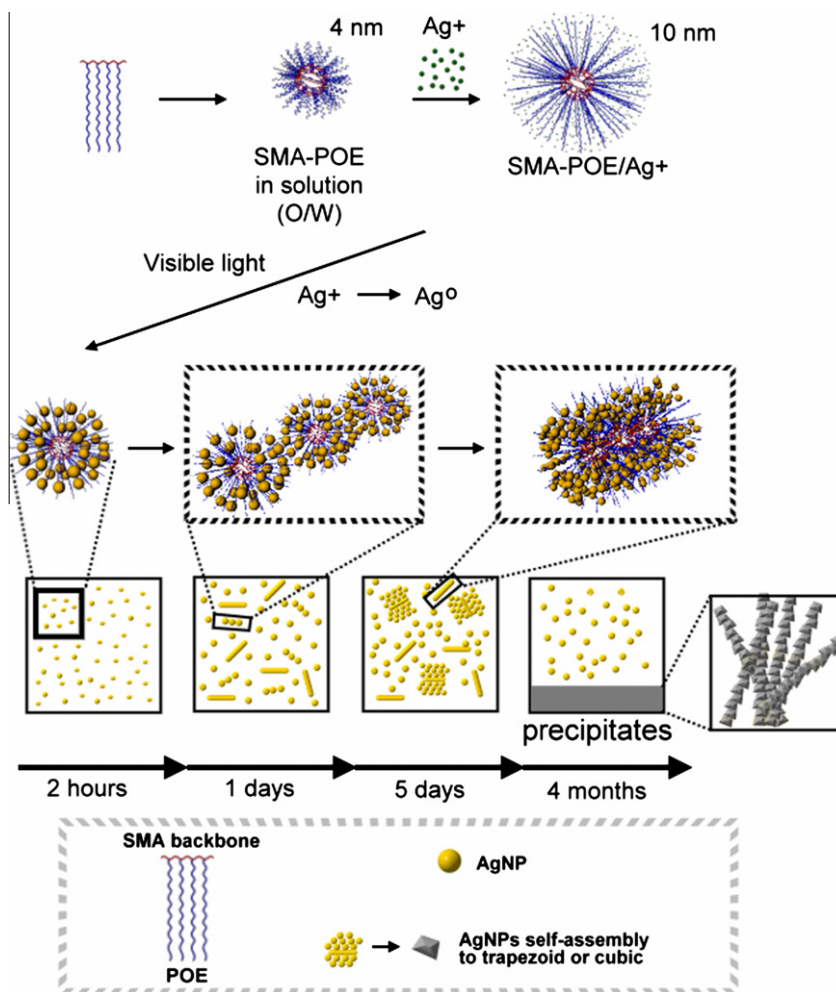 4 nm
Ag+
10 nm
SMA-POE
in solution
(O/W)
SMA-POE/Ag+
Visible light
Ag+ → Ag⁰
precipitates
2 hours
1 days
5 days
4 months
SMA backbone
POE
AgNP
AgNPs self-assembly
to trapezoid or cubic